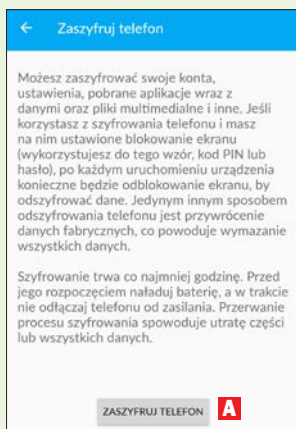 Zaszyfruj telefon
Możesz zaszyfrować swoje konta,
ustawienia, pobrane aplikacje wraz z
danymi oraz pliki multimedialne i inne. Jeśli
korzystasz z szyfrowania telefonu i masz
na nim ustawione blokowanie ekranu
(wykorzystujesz do tego wzór, kod PIN lub
hasło), po każdym uruchomieniu urządzenia
konieczne będzie odblokowanie ekranu, by
odszyfrować dane. Jedynym innym sposobem
odszyfrowania telefonu jest przywrócenie
danych fabrycznych, co powoduje wymazanie
wszystkich danych.
Szyfrowanie trwa co najmniej godzinę. Przed
jego rozpoczęciem naładuj baterię, a w trakcie
nie odłączaj telefonu od zasilania. Przerwanie
procesu szyfrowania spowoduje utratę części
lub wszystkich danych.
ZASZYFRUJ TELEFON A